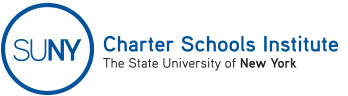 SUNY
Charter Schools Institute
The State University of New York